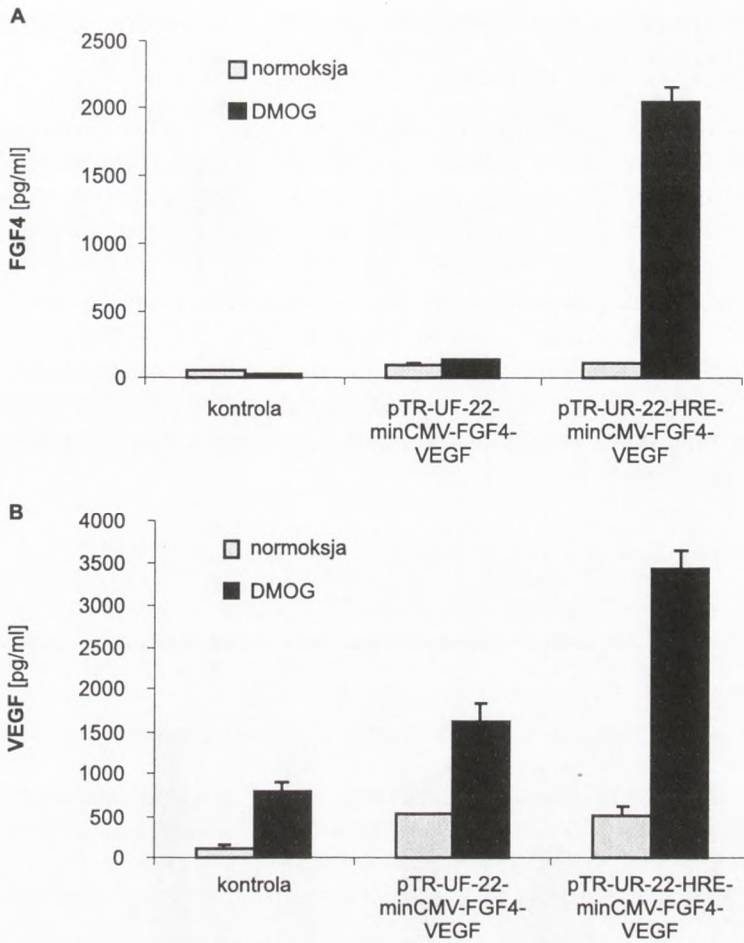 A
2500
normoksja
DMOG
2000
1500
1000
500
0
FGF4 [pg/ml]
kontrola
pTR-UF-22-
minCMV-FGF4-
VEGF
pTR-UR-22-HRE-
minCMV-FGF4-
VEGF
B
4000
normoksja
3500
DMOG
3000
2500
2000
1500
1000
500
0
VEGF [pg/ml]
kontrola
pTR-UF-22-
minCMV-FGF4-
VEGF
pTR-UR-22-HRE-
minCMV-FGF4-
VEGF